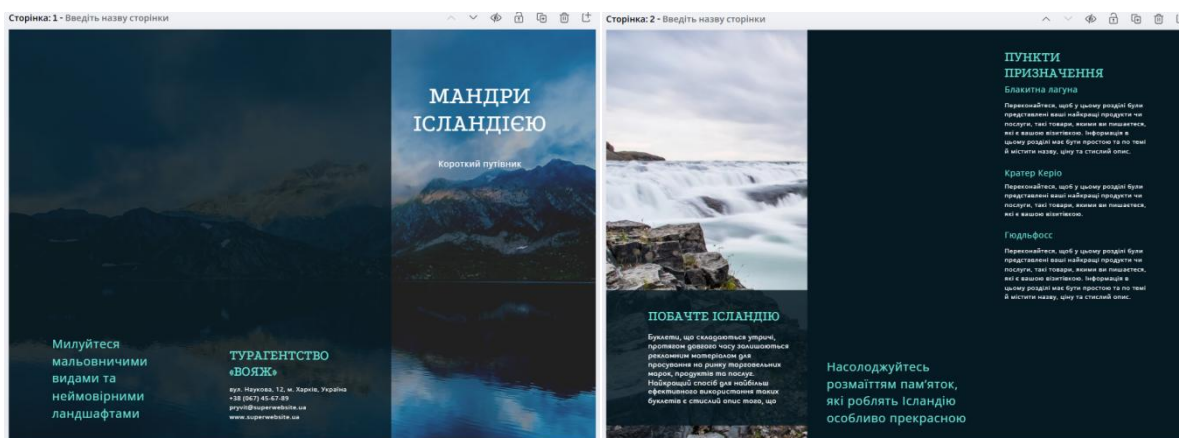 Сторінка: 1 - Введіть назву сторінки
МАНДРИ
ІСЛАНДІЄЮ
Короткий путівник
Милуйтеся
мальовничими
видами та
неймовірними
ландшафтами
ТУРАГЕНТСТВО
«ВОЯЖ»
вул. Наукова, 12, м. Харків, Україна
+38 (067) 45-67-89
pryvit@superwebsite.ua
www.superwebsite.ua
Сторінка: 2 - Введіть назву сторінки
ПОБАЧТЕ ІСЛАНДІЮ
Буклети, що складаються утричі,
протягом довгого часу залишаються
рекламним матеріалом для
просування на ринку торговельних
марок, продуктів та послуг.
Найкращий спосіб для найбільш
ефективного використання таких
буклетів є стислий опис того, що
Насолоджуйтесь
розмаїттям пам’яток,
які роблять Ісландію
особливо прекрасною
ПУНКТИ
ПРИЗНАЧЕННЯ
Блакитна лагуна
Переконайтеся, щоб у цьому розділі були
представлені ваші найкращі продукти чи
послуги, такі товари, якими ви пишаєтеся,
які є вашою візитівкою. Інформація в
цьому розділі має бути простою та по темі
й містити назву, ціну та стислий опис.
Кратер Керіо
Переконайтеся, щоб у цьому розділі були
представлені ваші найкращі продукти чи
послуги, такі товари, якими ви пишаєтеся,
які є вашою візитівкою.
Гюдльфосс
Переконайтеся, щоб у цьому розділі були
представлені ваші найкращі продукти чи
послуги, такі товари, якими ви пишаєтеся,
які є вашою візитівкою. Інформація в
цьому розділі має бути простою та по темі
й містити назву, ціну та стислий опис.